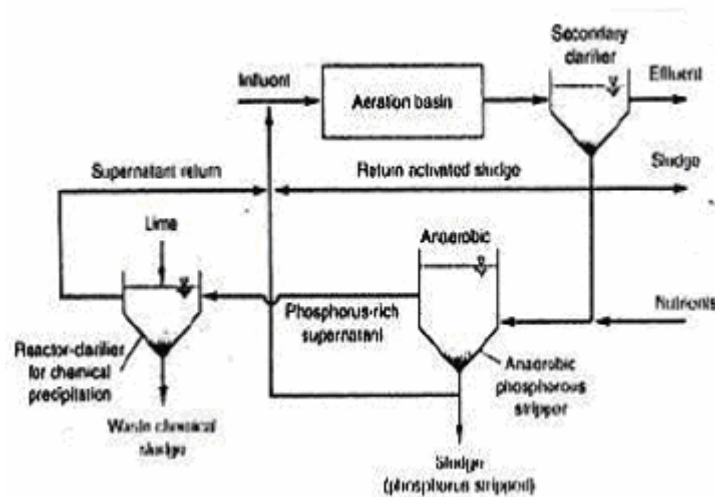 Secondary
clarifier
Influent
Effluent
Aeration basin
Sludge
Supernatant return
Return activated sludge
Lime
Anaerobic
Nutrients
Phosphorus-rich
supernatant
Reactor-clarifier
for chemical
precipitation
Anaerobic
phosphorous
stripper
Waste chemical
sludge
Sludge
(phosphorus stripped)